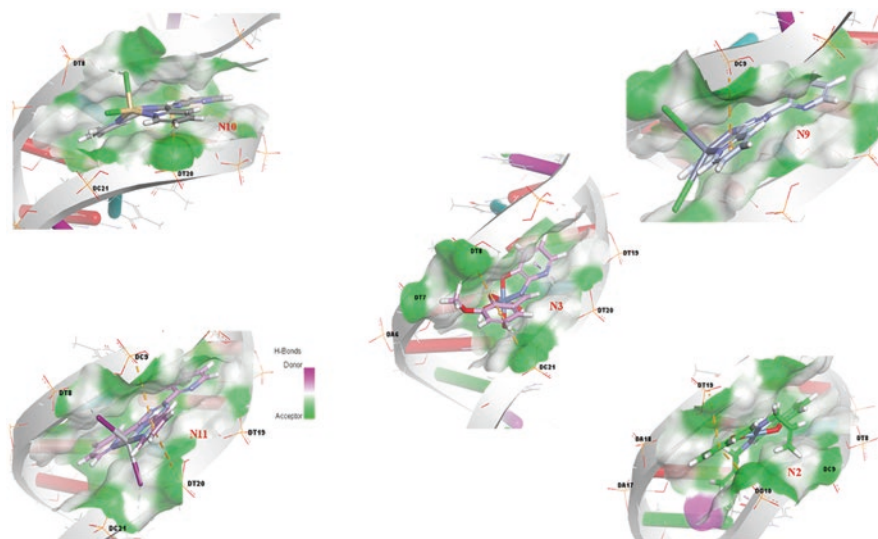 DT8
N10
DC21
DT20
DC9
N9
DT8
DT7
DA6
N3
DT19
DT20
DC21
DC9
DT8
N11
DT19
DT20
DC21
H-Bonds
Donor
Acceptor
DT19
DA18
DA17
DT8
DC9
N2